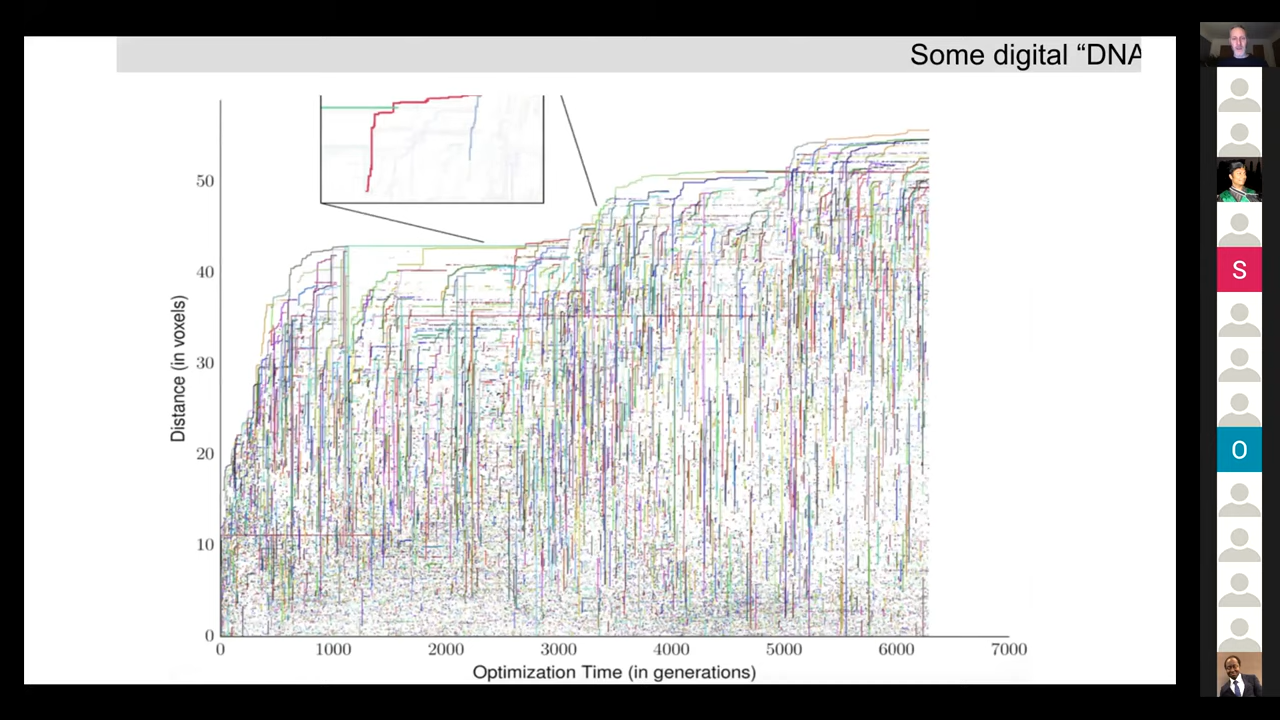 Some digital “DNA
50
40
30
20
10
0
Distance (in voxels)
0 1000 2000 3000 4000 5000 6000 7000
Optimization Time (in generations)
S
O